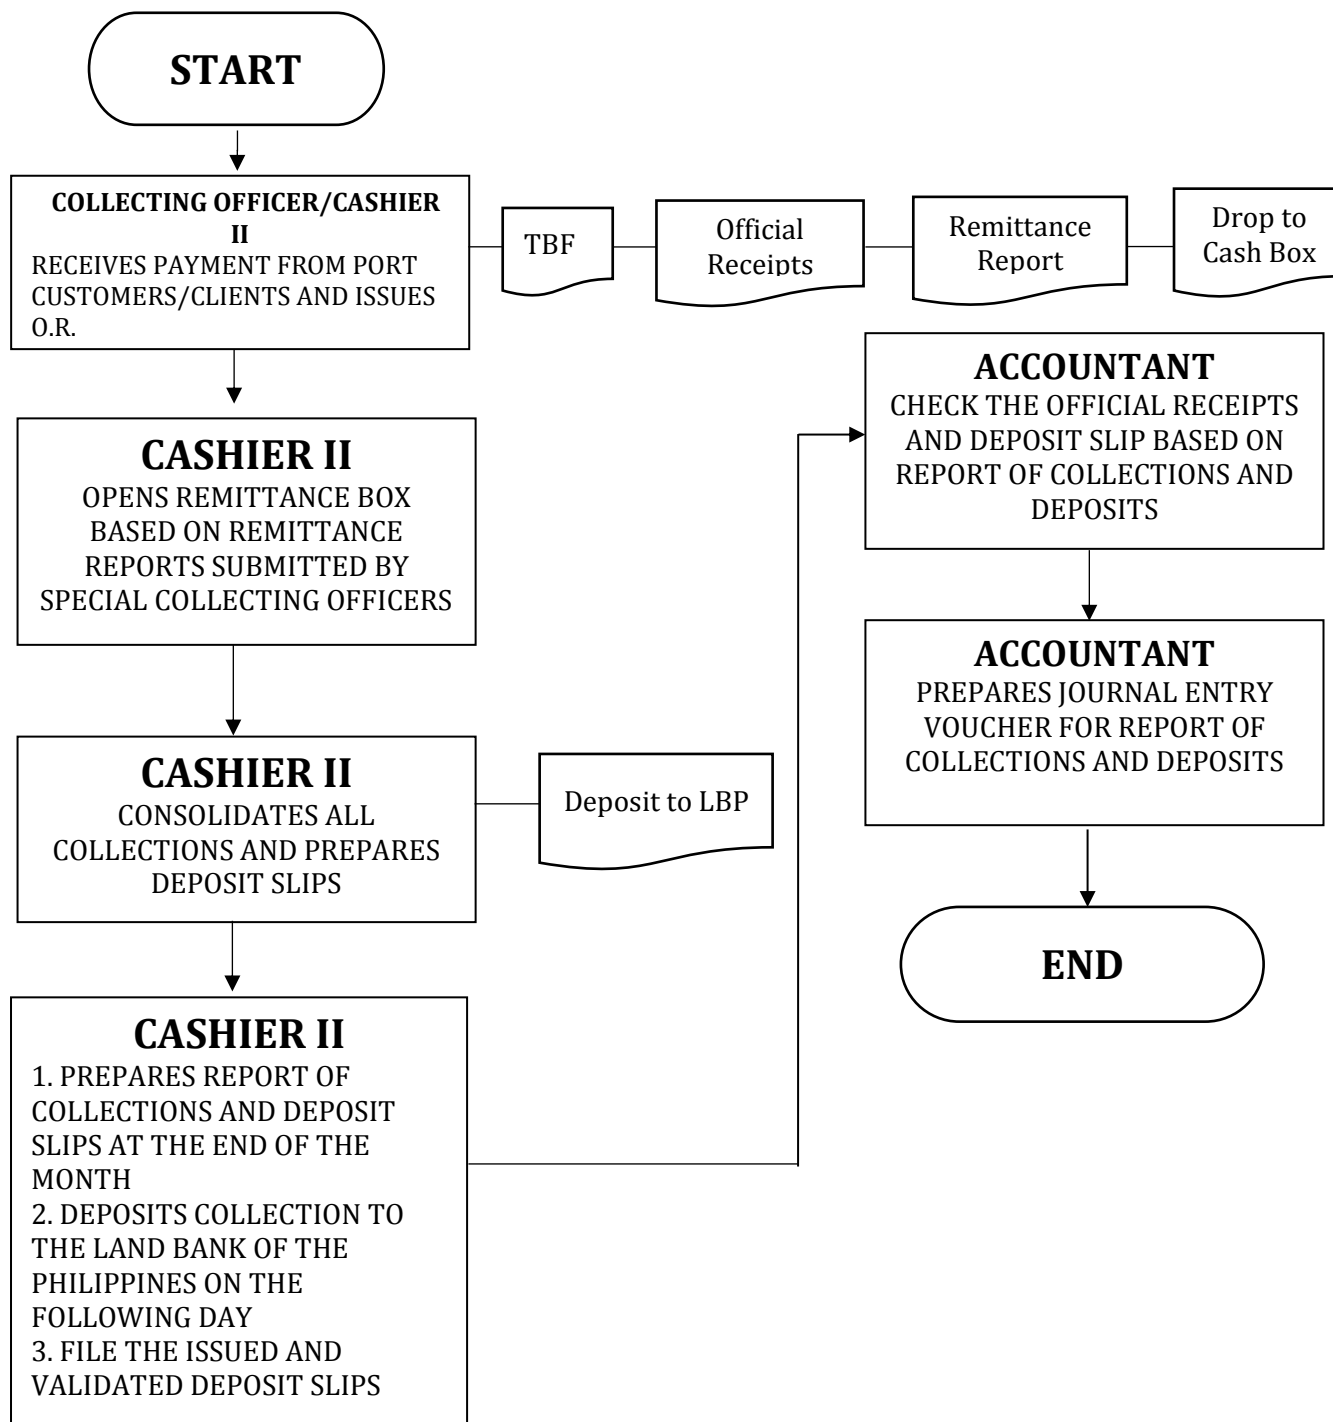 START
COLLECTING OFFICER/CASHIER
II
RECEIVES PAYMENT FROM PORT
CUSTOMERS/CLIENTS AND ISSUES
O.R.
TBF
Official
Receipts
Remittance
Report
Drop to
Cash Box
CASHIER II
OPENS REMITTANCE BOX
BASED ON REMITTANCE
REPORTS SUBMITTED BY
SPECIAL COLLECTING OFFICERS
CASHIER II
CONSOLIDATES ALL
COLLECTIONS AND PREPARES
DEPOSIT SLIPS
Deposit to LBP
CASHIER II
1. PREPARES REPORT OF
COLLECTIONS AND DEPOSIT
SLIPS AT THE END OF THE
MONTH
2. DEPOSITS COLLECTION TO
THE LAND BANK OF THE
PHILIPPINES ON THE
FOLLOWING DAY
3. FILE THE ISSUED AND
VALIDATED DEPOSIT SLIPS
ACCOUNTANT
CHECK THE OFFICIAL RECEIPTS
AND DEPOSIT SLIP BASED ON
REPORT OF COLLECTIONS AND
DEPOSITS
ACCOUNTANT
PREPARES JOURNAL ENTRY
VOUCHER FOR REPORT OF
COLLECTIONS AND DEPOSITS
END